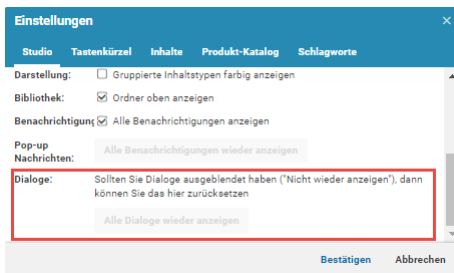 Einstellungen
Studio Tastenkürzel Inhalte Produkt-Katalog Schlagworte
Darstellung: Gruppierte Inhaltstypen farbig anzeigen
Bibliothek: Ordner oben anzeigen
Benachrichtigung Alle Benachrichtigungen anzeigen
Pop-up
Nachrichten: Alle Benachrichtigungen wieder anzeigen
Dialoge: Sollten Sie Dialoge ausgeblendet haben ("Nicht wieder anzeigen"), dann
können Sie das hier zurücksetzen
Alle Dialoge wieder anzeigen
Bestätigen Abbrechen